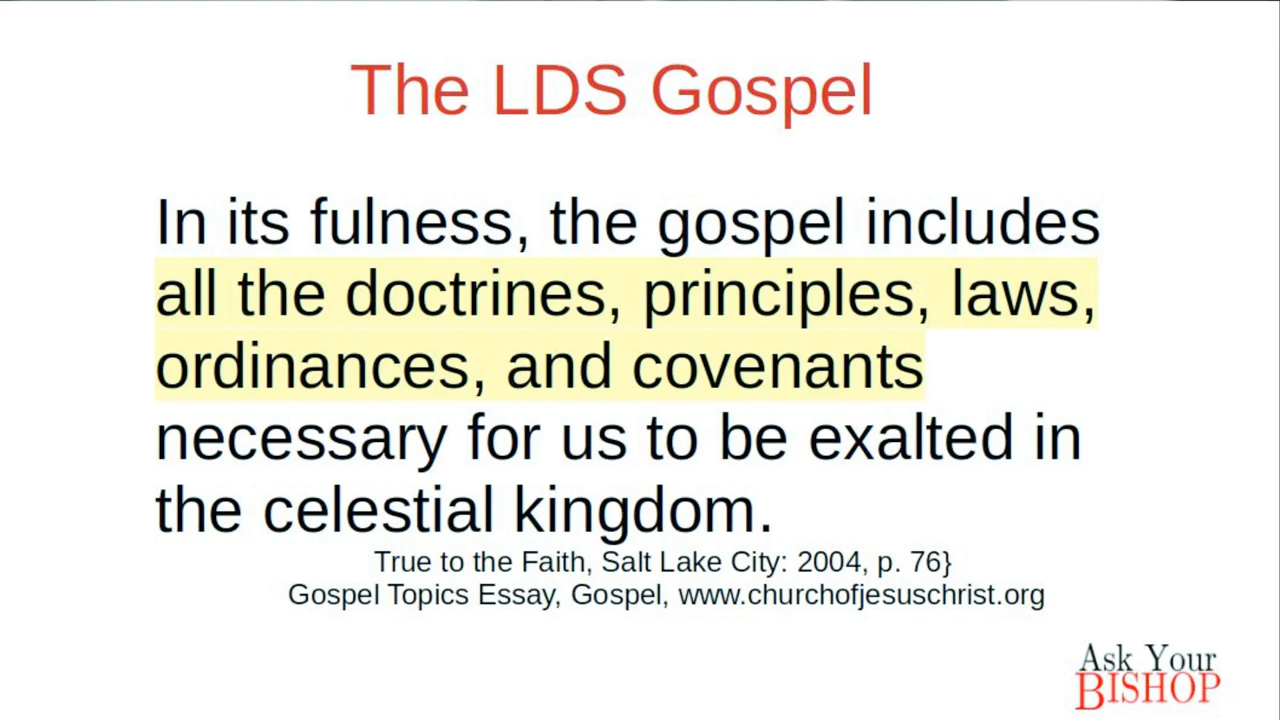 The LDS Gospel
In its fulness, the gospel includes
all the doctrines, principles, laws,
ordinances, and covenants
necessary for us to be exalted in
the celestial kingdom.
True to the Faith, Salt Lake City: 2004, p. 76}
Gospel Topics Essay, Gospel, www.churchofjesuschrist.org
Ask Your
BISHOP